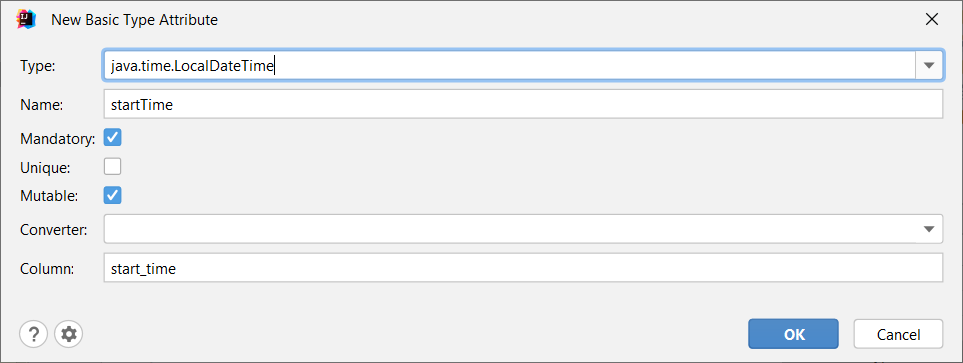 New Basic Type Attribute
Type: java.time.LocalDateTime
Name: startTime
Mandatory:
Unique:
Mutable:
Converter:
Column: start_time
? OK Cancel